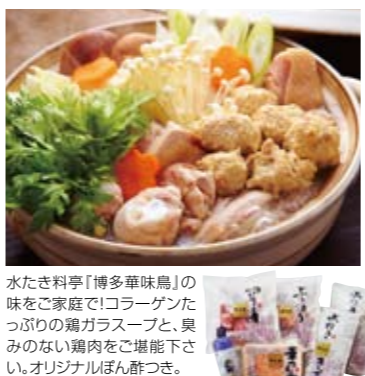 水たき料亭『博多華味鳥』の
味をご家庭で!コラーゲンた
っぷりの鶏ガラスープと、臭
みのない鶏肉をご堪能下さ
い。オリジナルぽん酢つき。